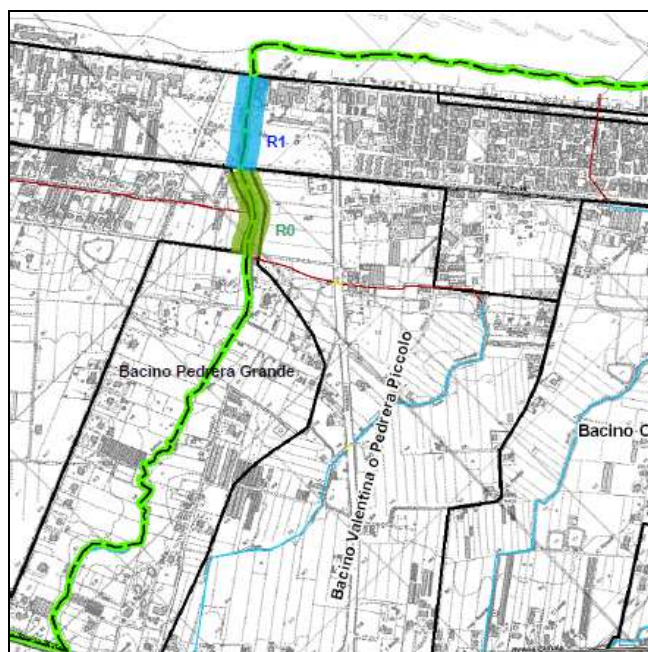 R1
R0
Bacino Pedrera Grande
Bacino Valentina o Pedrera Piccolo
Bacino C